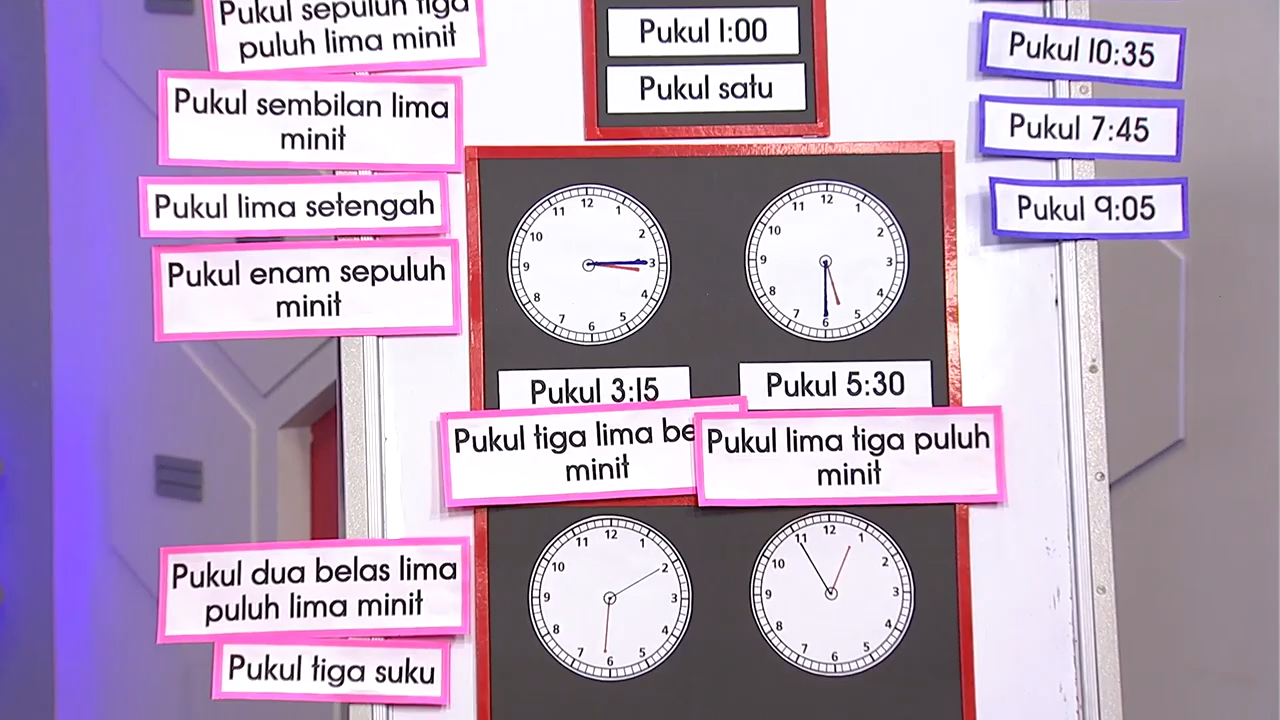 Pukul sepuluh tiga
puluh lima minit
Pukul sembilan lima
minit
Pukul lima setengah
Pukul enam sepuluh
minit
Pukul dua belas lima
puluh lima minit
Pukul tiga suku
Pukul 1:00
Pukul satu
12
1
2
3
4
5
6
7
8
9
10
11
12
1
2
3
4
5
6
7
8
9
10
11
Pukul 3:15
Pukul 5:30
Pukul tiga lima be
minit
Pukul lima tiga puluh
minit
12
1
2
3
4
5
6
7
8
9
10
11
12
1
2
3
4
5
6
7
8
9
10
11
Pukul 10:35
Pukul 7:45
Pukul 9:05